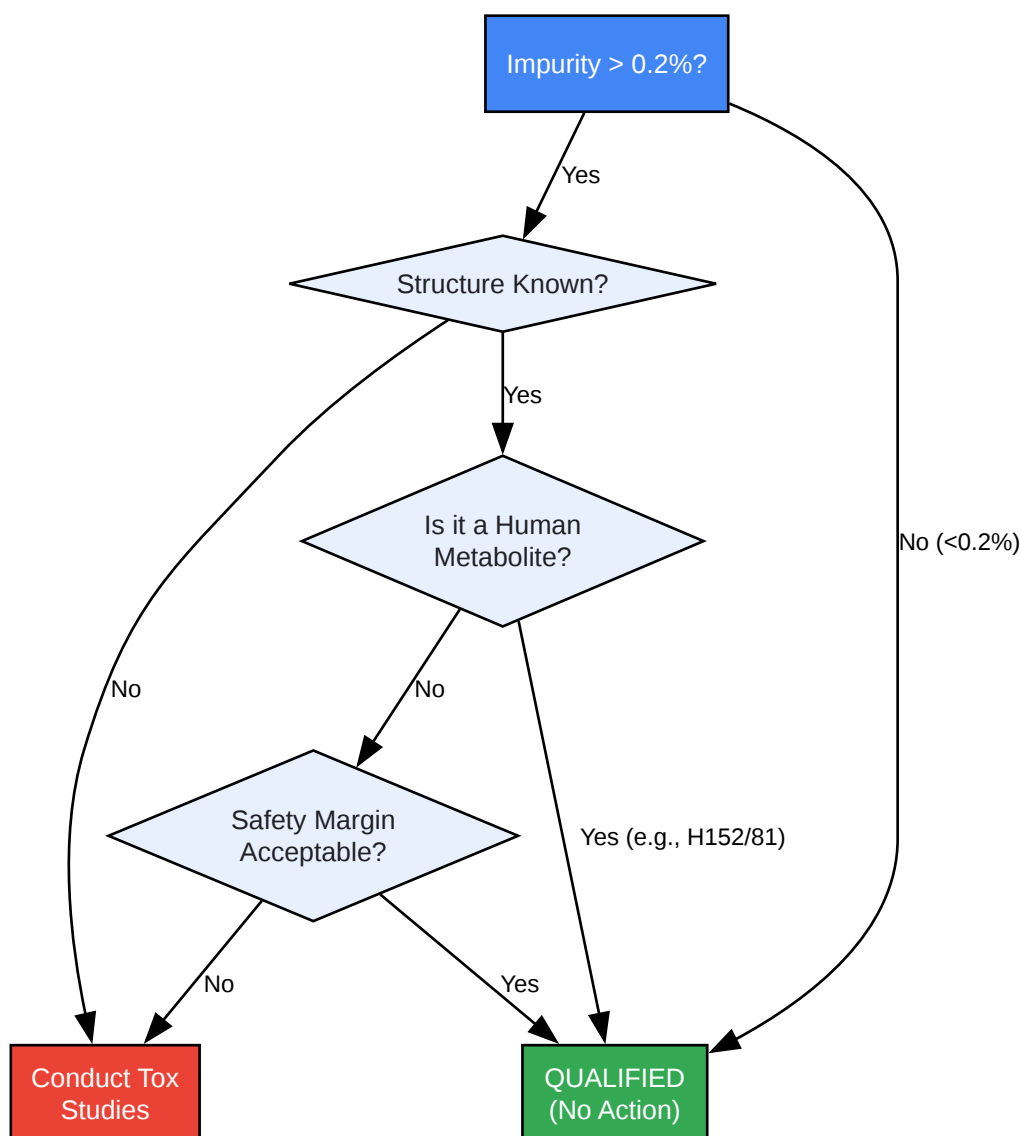 Impurity > 0.2%?
Yes
Structure Known?
Yes
Is it a Human
Metabolite?
No (<0.2%)
No
No
Safety Margin
Acceptable?
Yes (e.g., H152/81)
No
Yes
Conduct Tox
Studies
QUALIFIED
(No Action)